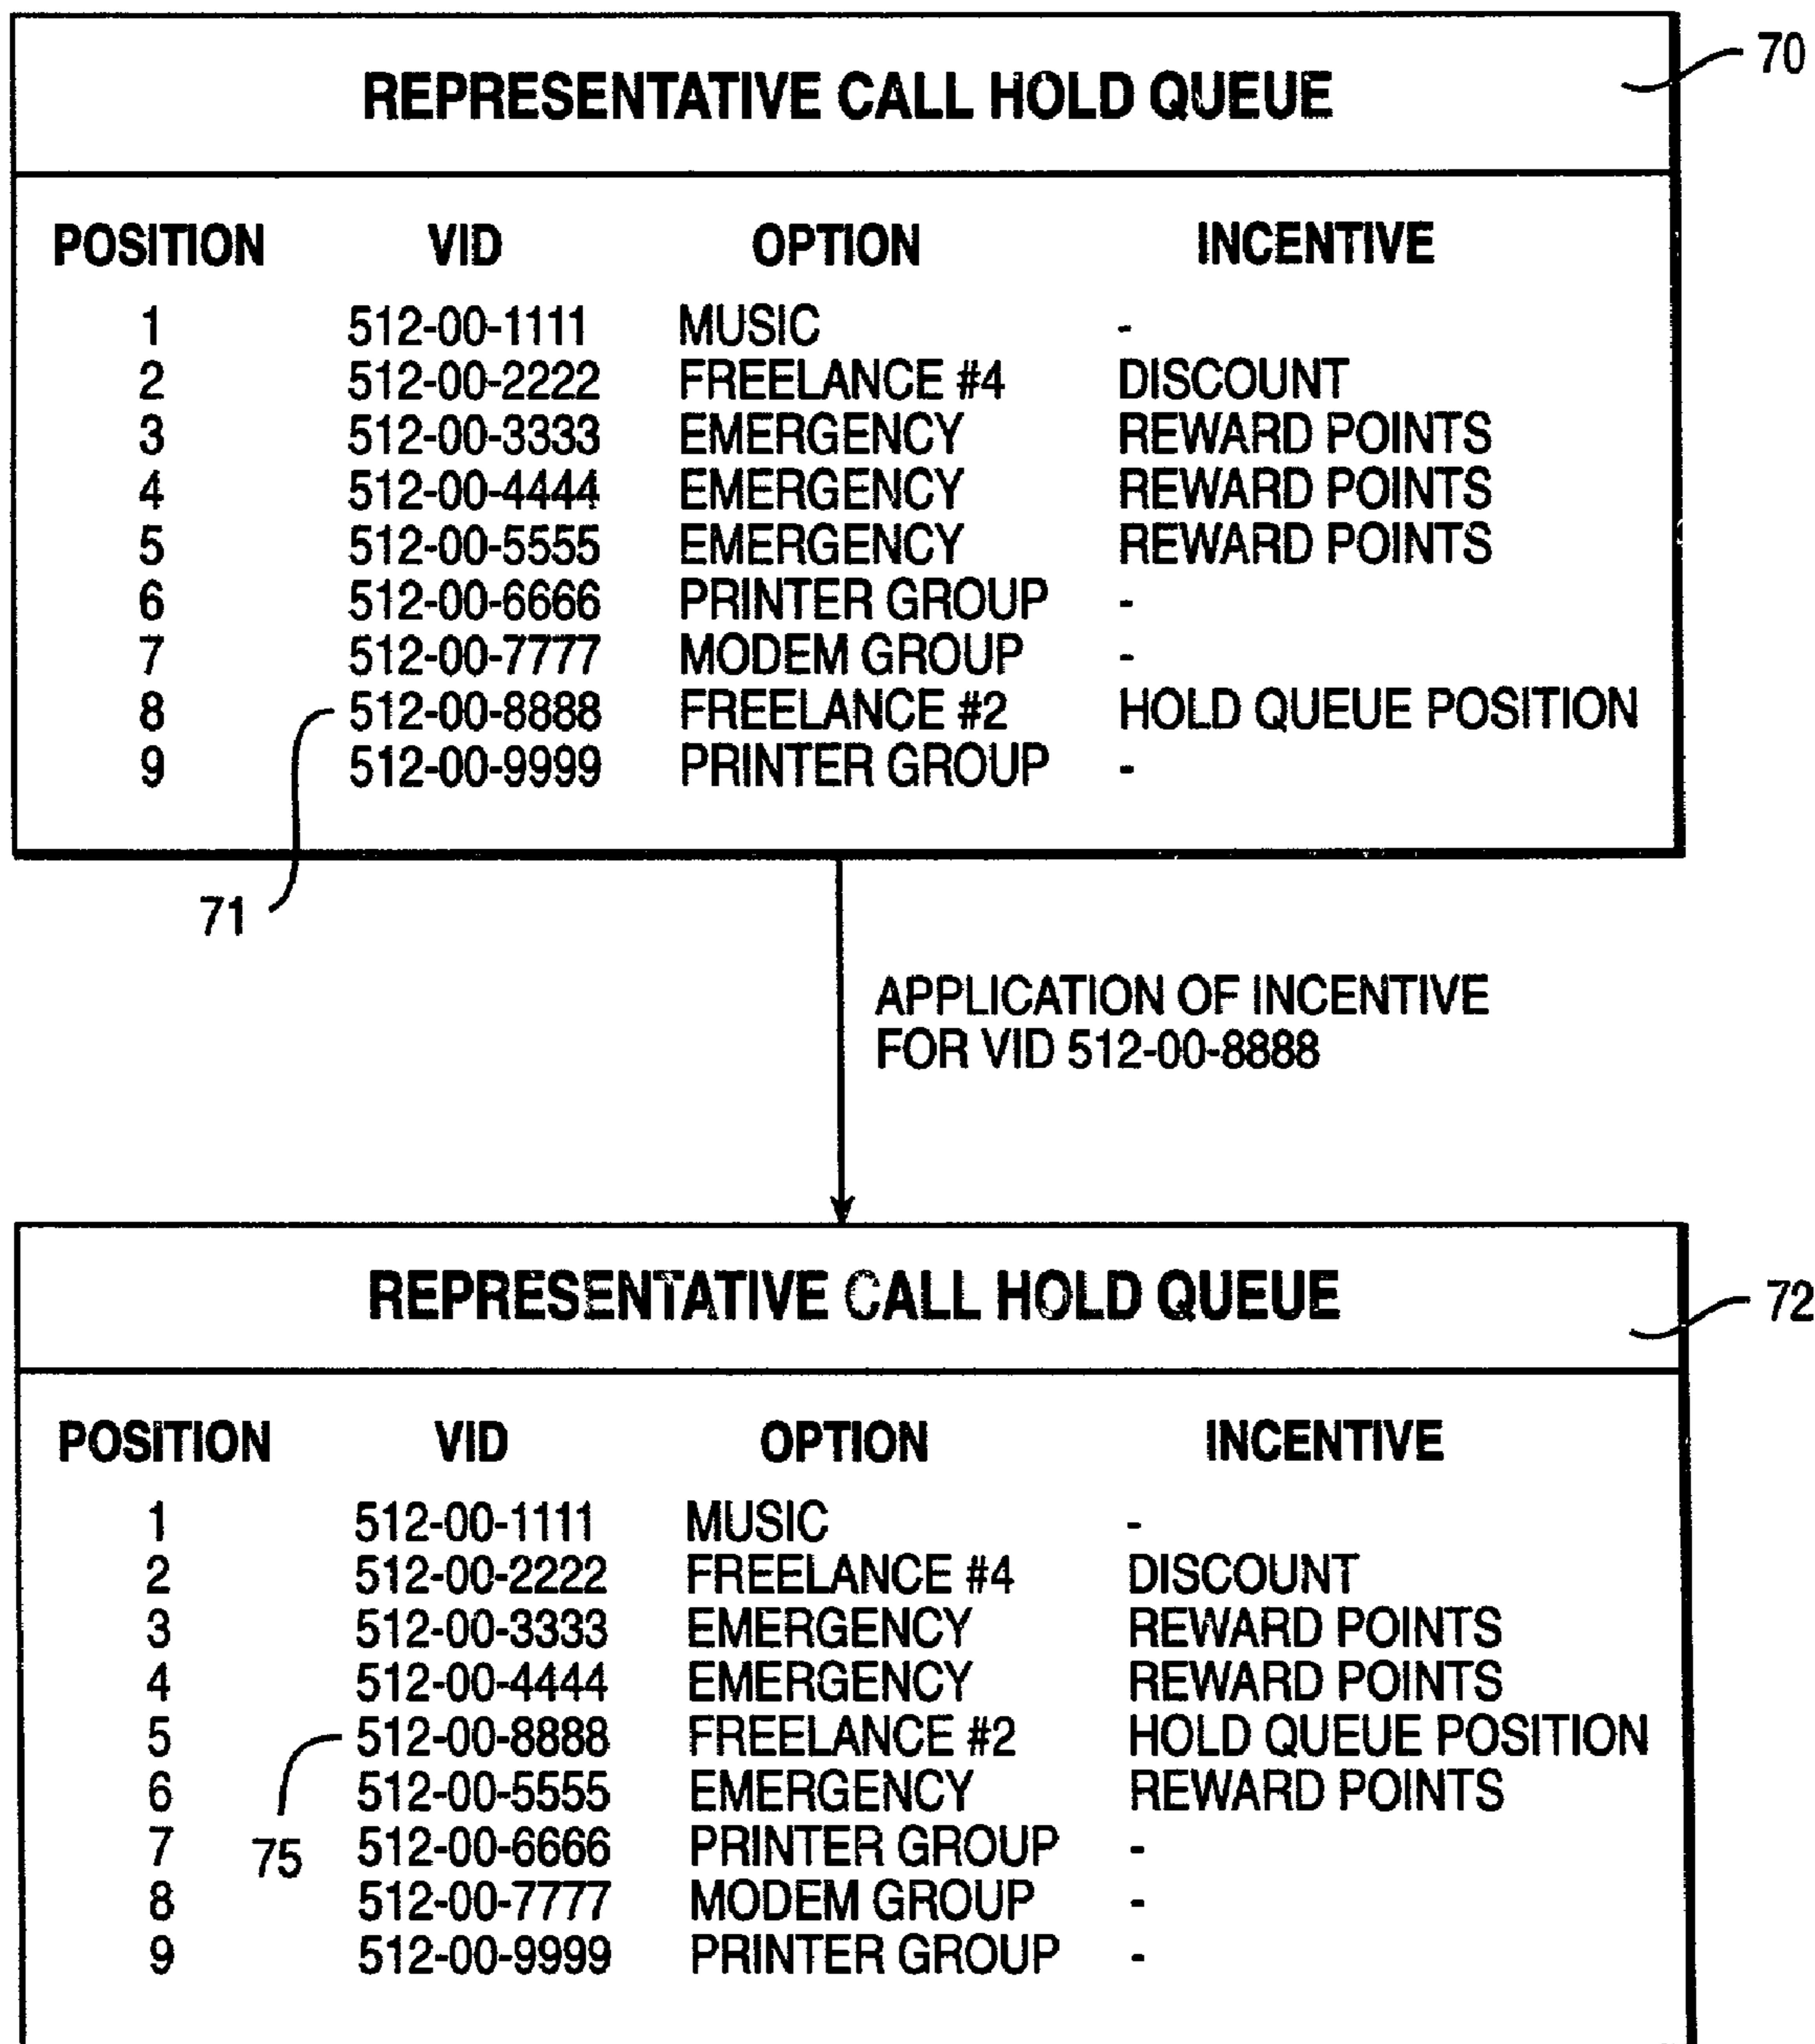 REPRESENTATIVE CALL HOLD QUEUE
70
POSITION VID OPTION INCENTIVE
1 512-00-1111 MUSIC -
2 512-00-2222 FREELANCE #4 DISCOUNT
3 512-00-3333 EMERGENCY REWARD POINTS
4 512-00-4444 EMERGENCY REWARD POINTS
5 512-00-5555 EMERGENCY REWARD POINTS
6 512-00-6666 PRINTER GROUP -
7 512-00-7777 MODEM GROUP -
8 512-00-8888 FREELANCE #2 HOLD QUEUE POSITION
9 512-00-9999 PRINTER GROUP -
71
APPLICATION OF INCENTIVE
FOR VID 512-00-8888
REPRESENTATIVE CALL HOLD QUEUE
72
POSITION VID OPTION INCENTIVE
1 512-00-1111 MUSIC -
2 512-00-2222 FREELANCE #4 DISCOUNT
3 512-00-3333 EMERGENCY REWARD POINTS
4 512-00-4444 EMERGENCY REWARD POINTS
5 512-00-8888 FREELANCE #2 HOLD QUEUE POSITION
6 512-00-5555 EMERGENCY REWARD POINTS
7 512-00-6666 PRINTER GROUP -
75
8 512-00-7777 MODEM GROUP -
9 512-00-9999 PRINTER GROUP -